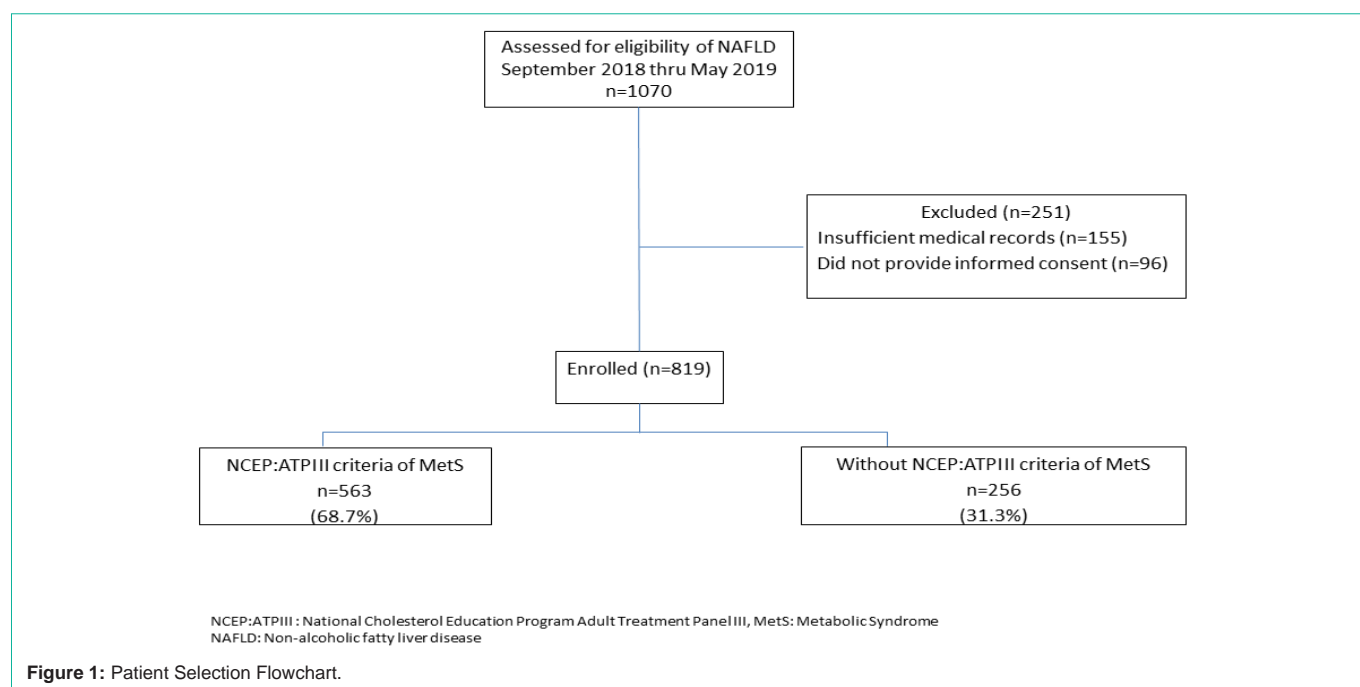 Assessed for eligibility of NAFLD
September 2018 thru May 2019
n=1070
Excluded (n=251)
Insufficient medical records (n=155)
Did not provide informed consent (n=96)
Enrolled (n=819)
NCEP:ATPIII criteria of MetS
n=563
(68.7%)
Without NCEP:ATPIII criteria of MetS
n=256
(31.3%)
NCEP:ATPIII : National Cholesterol Education Program Adult Treatment Panel III, MetS: Metabolic Syndrome
NAFLD: Non-alcoholic fatty liver disease
Figure 1: Patient Selection Flowchart.